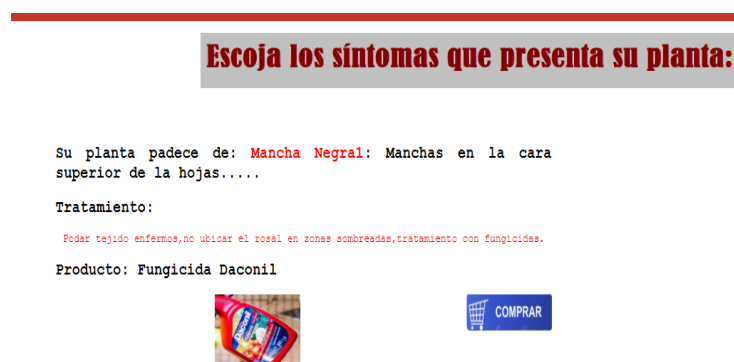 Escoja los síntomas que presenta su planta:
Su planta padece de: Mancha Negra1: Manchas en la cara
superior de la hojas.....
Tratamiento:
Podar tejido enfermos,no ubicar el rosal en zonas sombreadas,tratamiento con fungicidas.
Producto: Fungicida Daconil
Daconil
COMPRAR